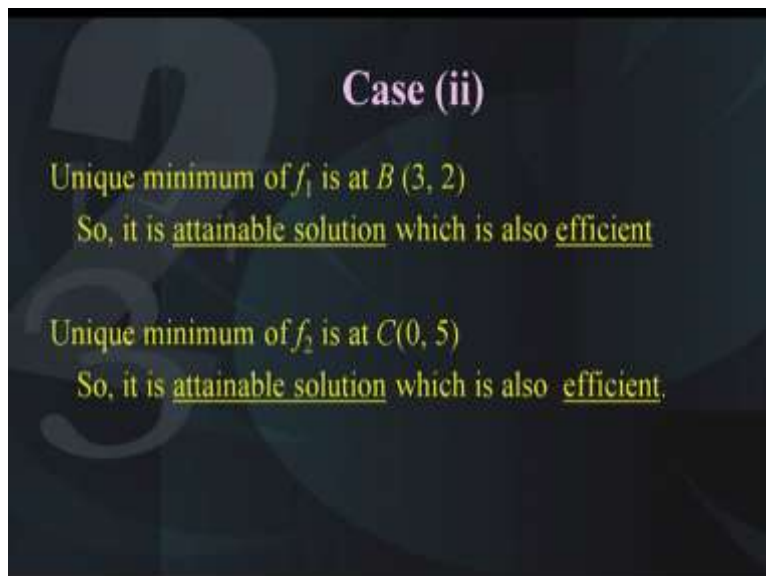 Case (ii)
Unique minimum of f₁ is at B (3, 2)
So, it is attainable solution which is also efficient
Unique minimum of f₂ is at C(0, 5)
So, it is attainable solution which is also efficient.